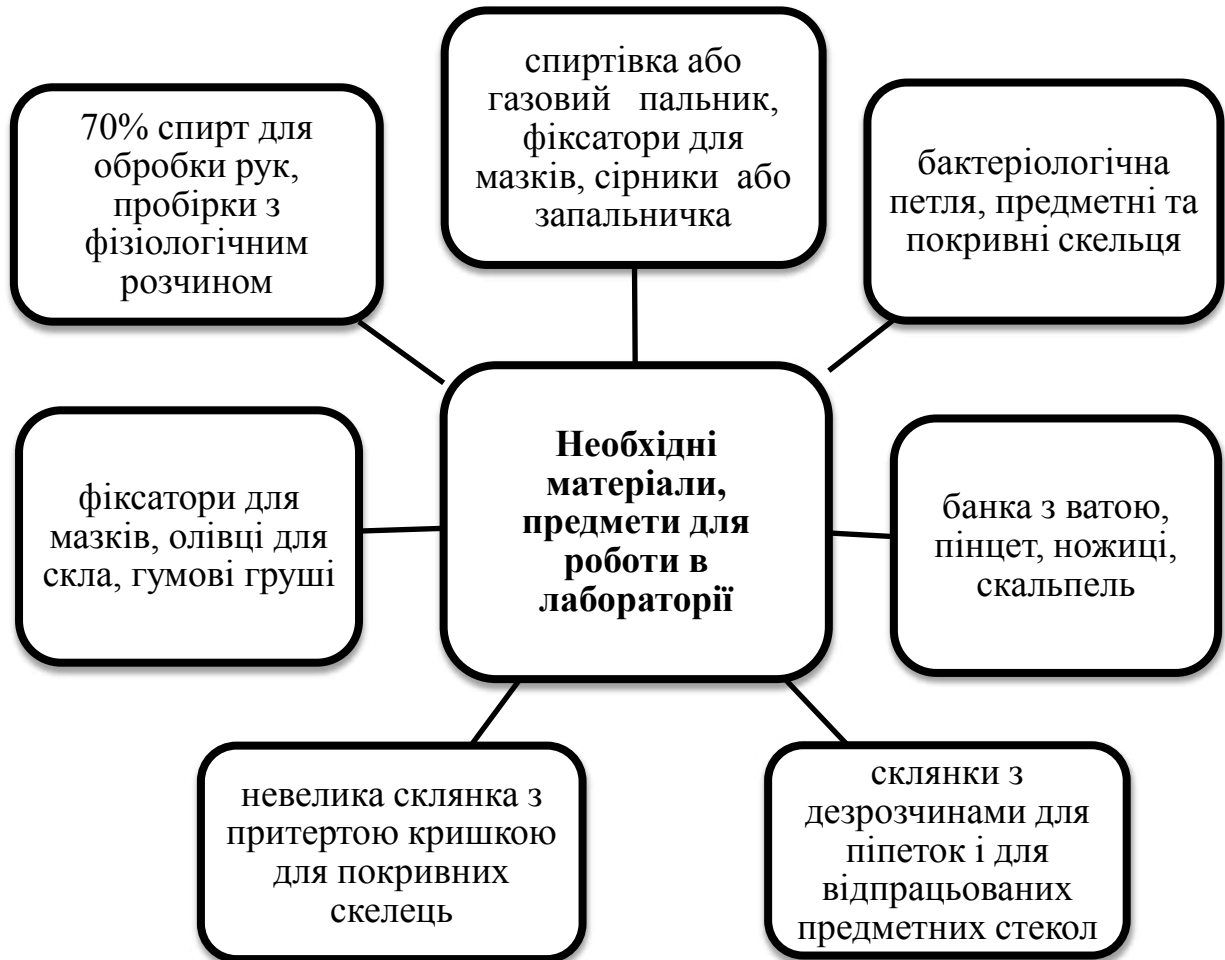 спиртівка або
газовий пальник,
фіксатори для
мазків, сірники або
запальничка
70% спирт для
обробки рук,
пробірки з
фізіологічним
розчином
бактеріологічна
петля, предметні та
покривні скельця
Необхідні
матеріали,
предмети для
роботи в
лабораторії
фіксатори для
мазків, олівці для
скла, гумові груші
банка з ватою,
пінцет, ножиці,
скальпель
невелика склянка з
притертою кришкою
для покривних
скелець
склянки з
дезрозчинами для
піпеток і для
відпрацьованих
предметних стекол